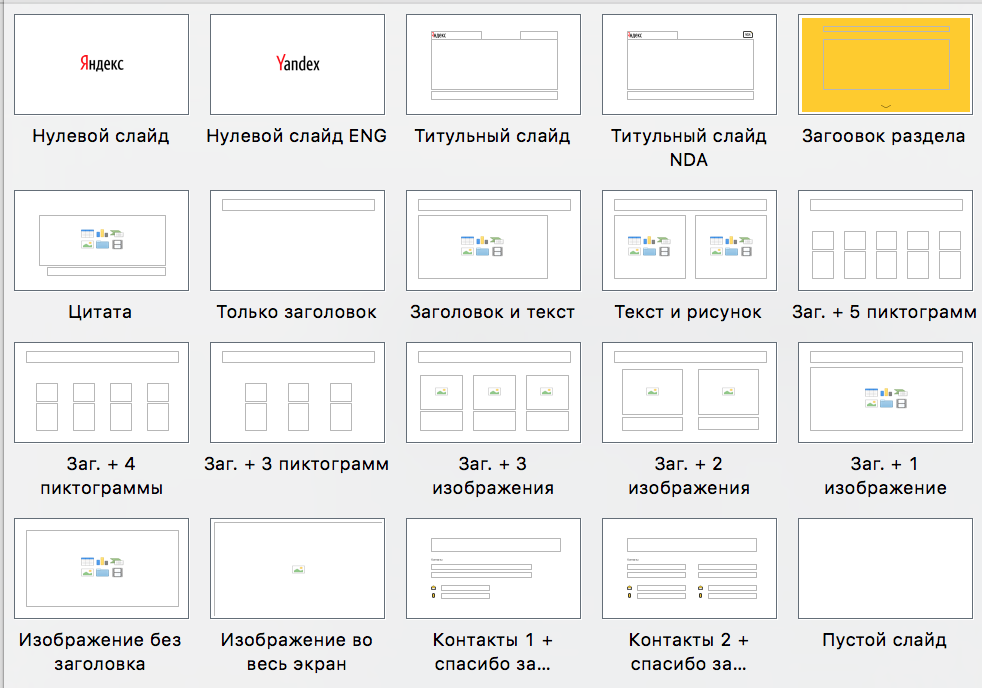 Яндекс
Yandex
Яндекс
Яндекс
Нулевой слайд
Нулевой слайд ENG
Титульный слайд
Титульный слайд
NDA
Загоовок раздела
Цитата
Только заголовок
Заголовок и текст
Текст и рисунок
Заг. + 5 пиктограмм
Заг. + 4
пиктограммы
Заг. + 3 пиктограмм
Заг. + 3
изображения
Заг. + 2
изображения
Заг. + 1
изображение
Изображение без
заголовка
Изображение во
весь экран
Контакты 1 +
спасибо за...
Контакты 2 +
спасибо за...
Пустой слайд